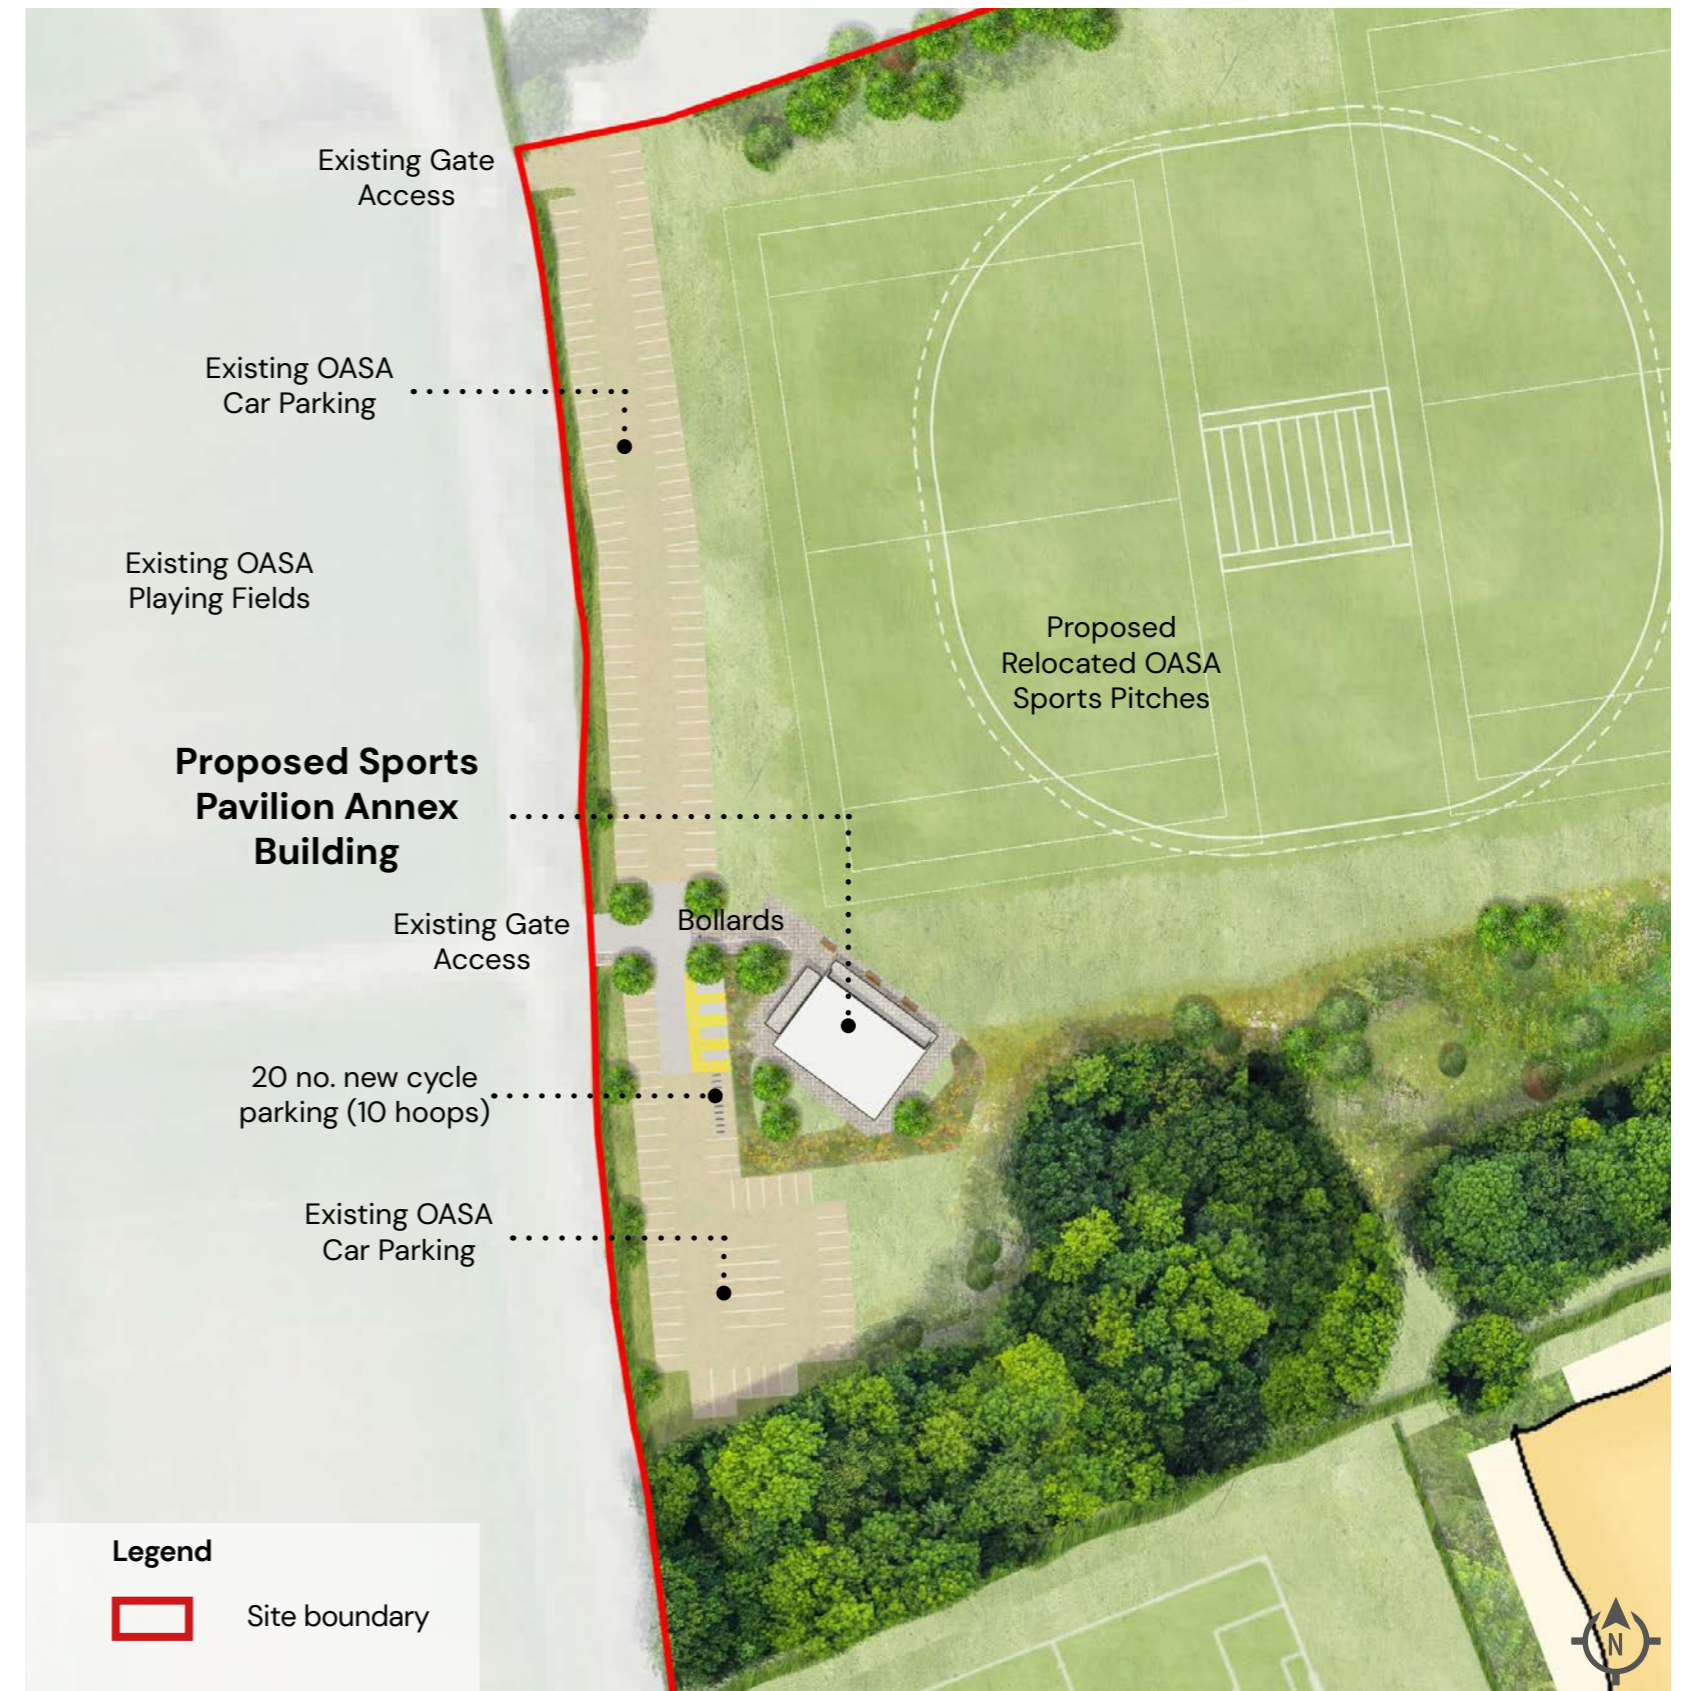 Existing Gate
Access
Existing OASA
Car Parking
Existing OASA
Playing Fields
Proposed
Relocated OASA
Sports Pitches
Proposed Sports
Pavilion Annex
Building
Existing Gate
Access
Bollards
20 no. new cycle
parking (10 hoops)
Existing OASA
Car Parking
Legend
Site boundary
N